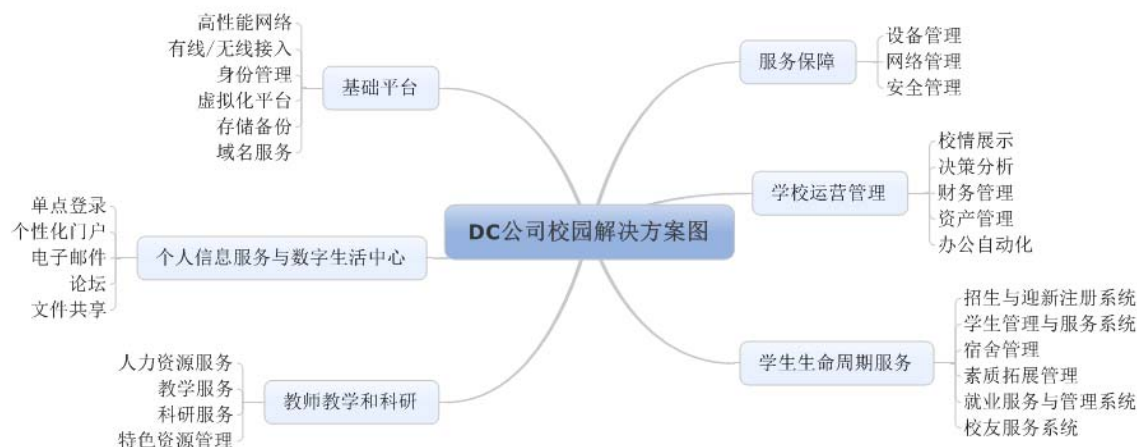 DC公司校园解决方案图
基础平台
高性能网络
有线/无线接入
身份管理
虚拟化平台
存储备份
域名服务
个人信息服务与数字生活中心
单点登录
个性化门户
电子邮件
论坛
文件共享
教师教学和科研
人力资源服务
教学服务
科研服务
特色资源管理
服务保障
设备管理
网络管理
安全管理
学校运营管理
校情展示
决策分析
财务管理
资产管理
办公自动化
学生生命周期服务
招生与迎新注册系统
学生管理与服务系统
宿舍管理
素质拓展管理
就业服务与管理系统
校友服务系统